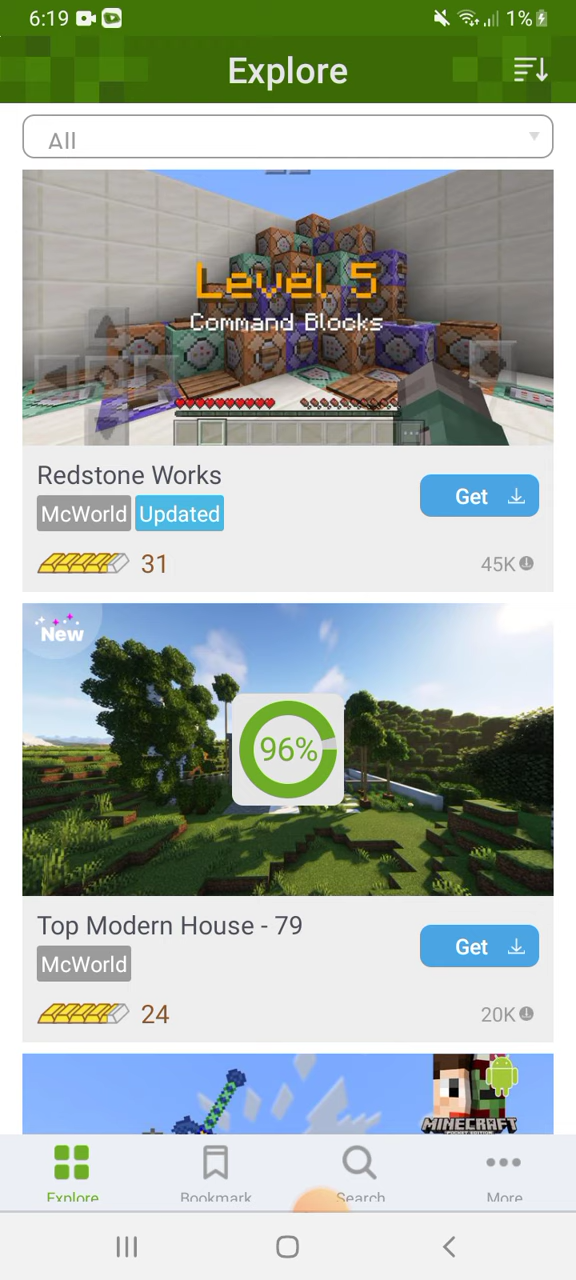 6:19
1%
Explore
All
Level 5
Command Blocks
Redstone Works
Get
McWorld Updated
31
45K
New
96%
Top Modern House - 79
Get
McWorld
24
20K
MINECRAFT
Explore
Bookmark
Search
More